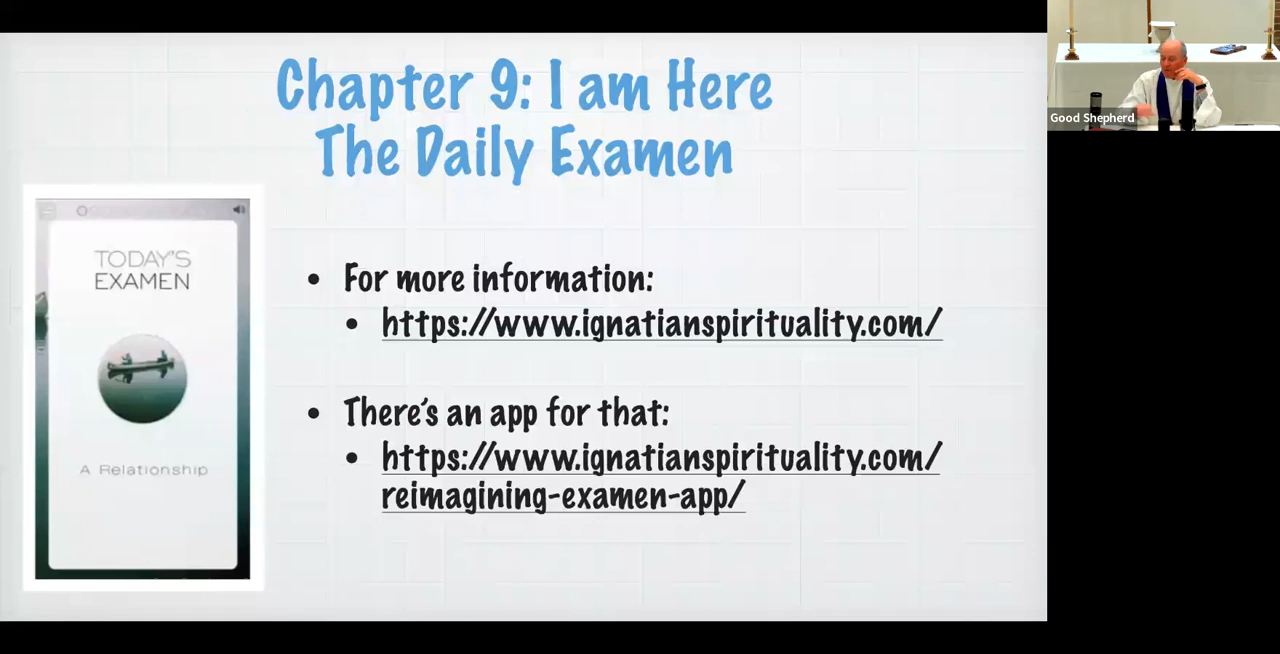 Chapter 9: I am Here
The Daily Examen
TODAY'S
EXAMEN
A Relationship
• For more information:
• https://www.ignatianspirituality.com/
• There's an app for that:
• https://www.ignatianspirituality.com/
reimagining-examen-app/
Good Shepherd